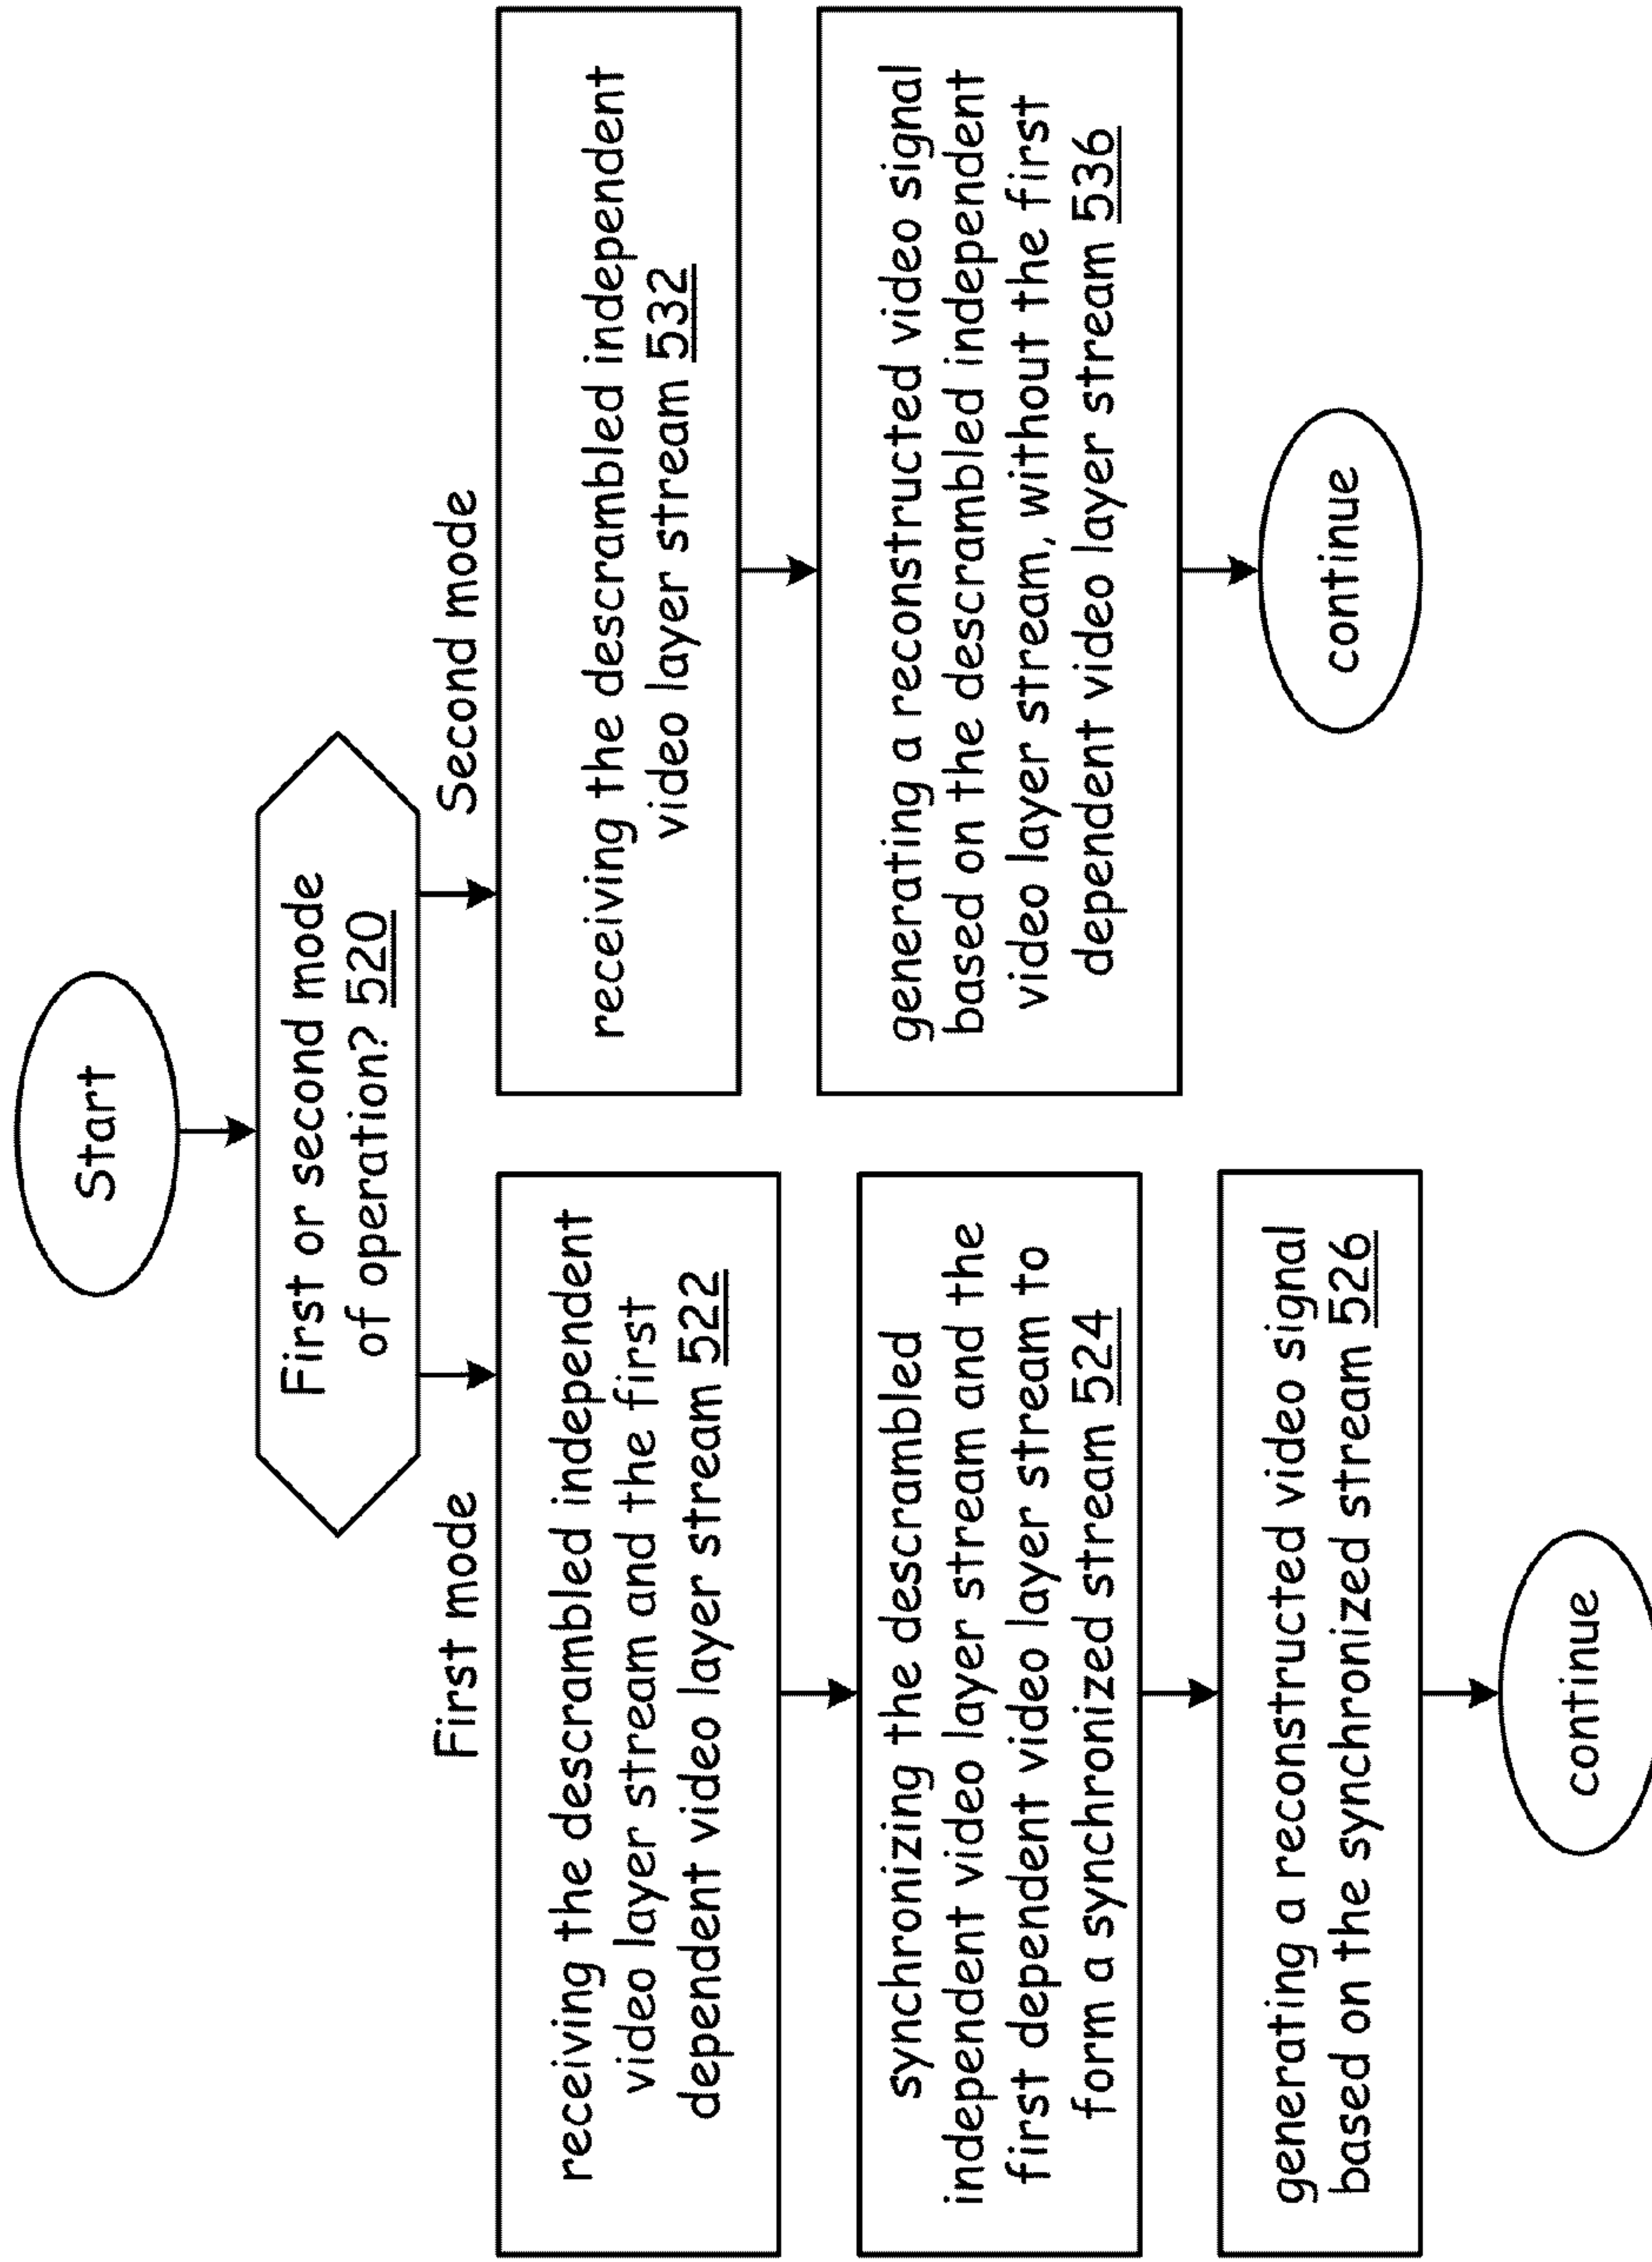 Start
First or second mode
of operation? 520
First mode
receiving the descrambled independent
video layer stream and the first
dependent video layer stream 522
synchronizing the descrambled
independent video layer stream and the
first dependent video layer stream to
form a synchronized stream 524
generating a reconstructed video signal
based on the synchronized stream 526
continue
Second mode
receiving the descrambled independent
video layer stream 532
generating a reconstructed video signal
based on the descrambled independent
video layer stream, without the first
dependent video layer stream 536
continue